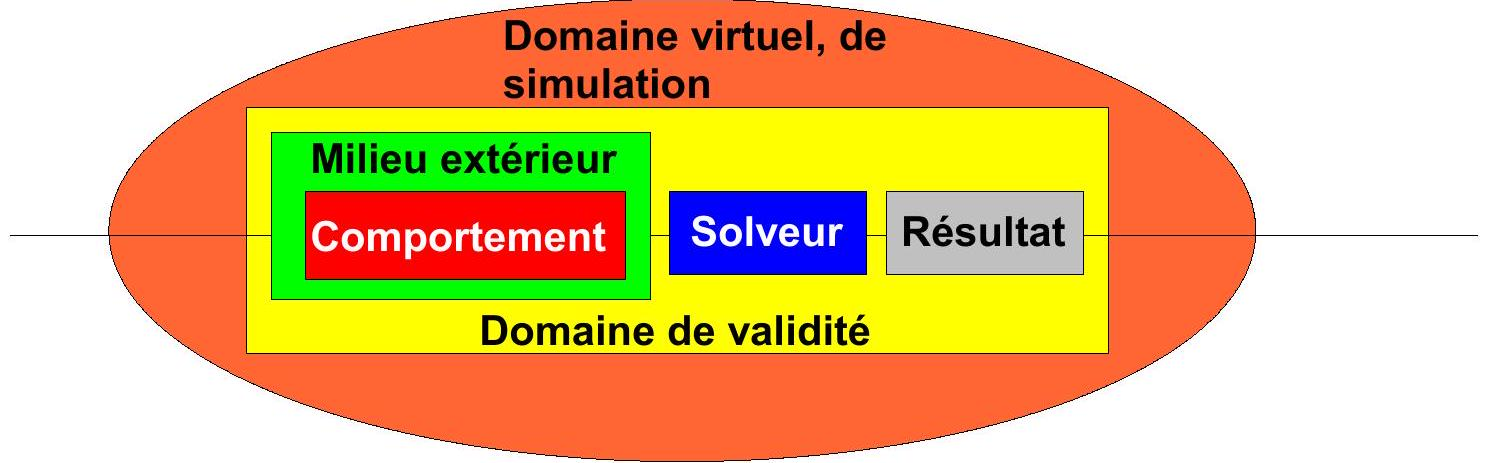 Domaine virtuel, de
simulation
Milieu extérieur
Comportement
Solveur
Résultat
Domaine de validité